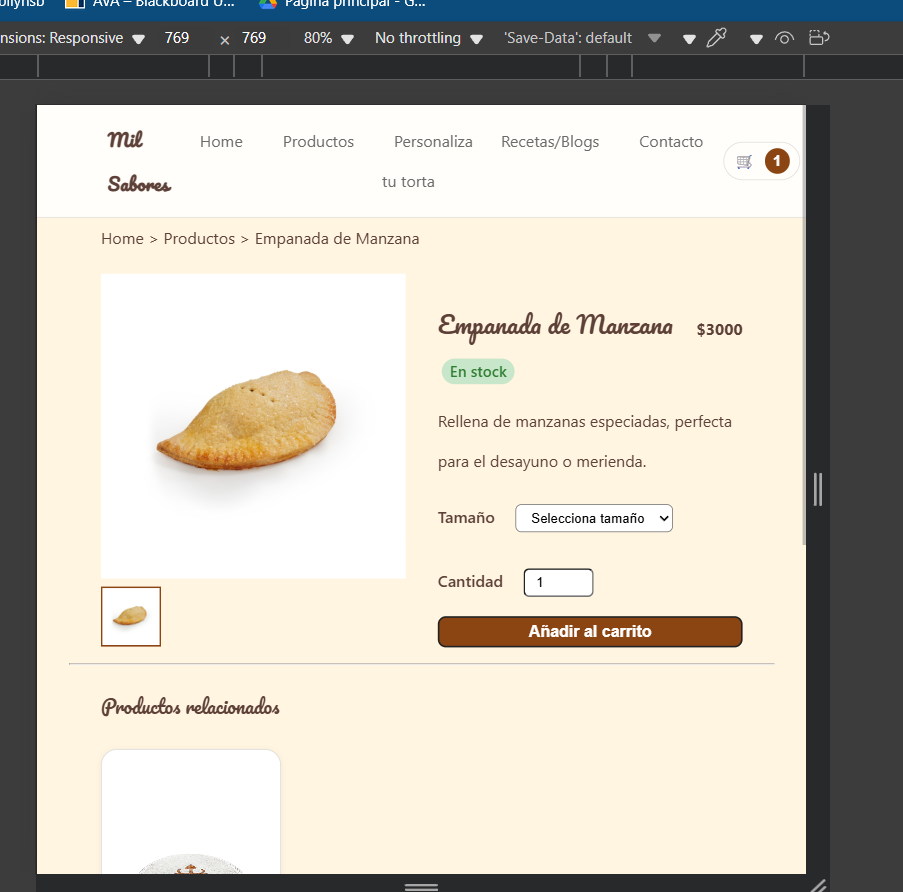 AVA – Blackboard U...
Página principal - G...
Responsive 769 × 769 80% No throttling 'Save-Data': default
Mil
Sabores
Home Productos Personaliza Recetas/Blogs Contacto
tu torta
1
Home > Productos > Empanada de Manzana
Empanada de Manzana $3000
En stock
Rellena de manzanas especiadas, perfecta
para el desayuno o merienda.
Tamaño Selecciona tamaño
Cantidad 1
Añadir al carrito
Productos relacionados